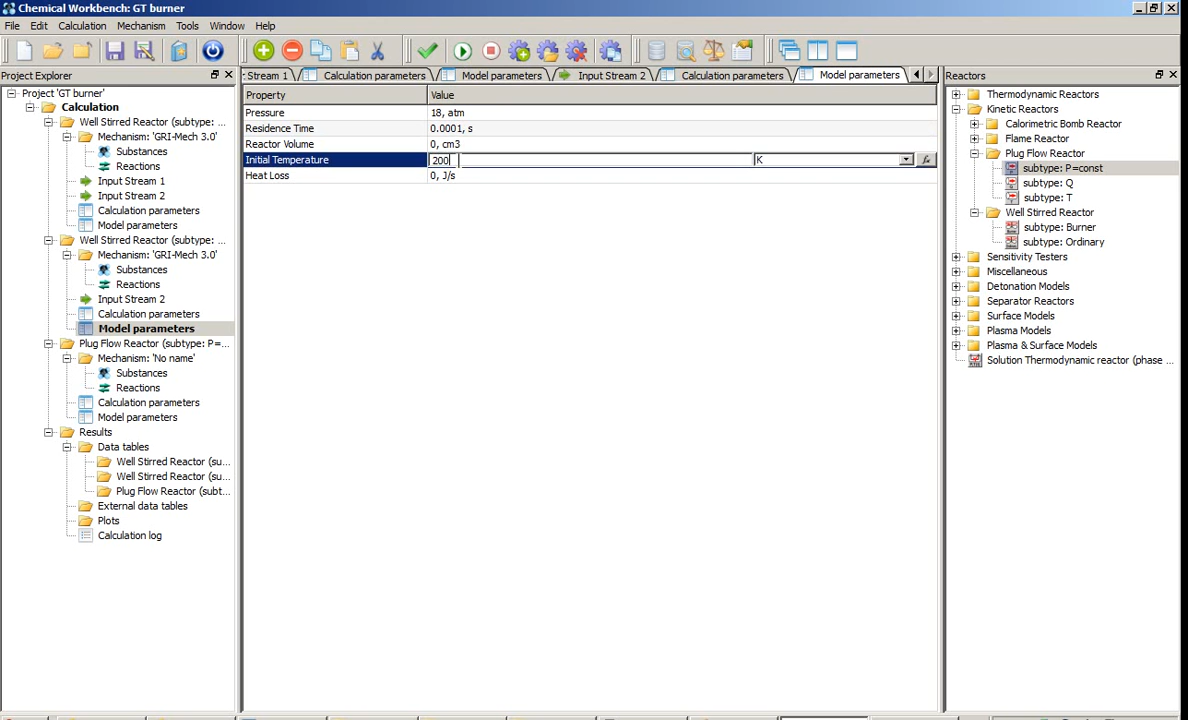 Chemical Workbench: GT burner
File Edit Calculation Mechanism Tools Window Help
Project Explorer
Project 'GT burner'
Calculation
Well Stirred Reactor (subtype: ...
Mechanism: 'GRI-Mech 3.0'
Substances
Reactions
Input Stream 1
Input Stream 2
Calculation parameters
Model parameters
Well Stirred Reactor (subtype: ...
Mechanism: 'GRI-Mech 3.0'
Substances
Reactions
Input Stream 2
Calculation parameters
Model parameters
Plug Flow Reactor (subtype: P=...
Mechanism: 'No name'
Substances
Reactions
Calculation parameters
Model parameters
Results
Data tables
Well Stirred Reactor (su...
Well Stirred Reactor (su...
Plug Flow Reactor (subt...
External data tables
Plots
Calculation log
Stream 1 Calculation parameters Model parameters Input Stream 2 Calculation parameters Model parameters
Property Value
Pressure 18, atm
Residence Time 0.0001, s
Reactor Volume 0, cm3
Initial Temperature 200 K
Heat Loss 0, J/s
Reactors
Thermodynamic Reactors
Kinetic Reactors
Calorimetric Bomb Reactor
Flame Reactor
Plug Flow Reactor
subtype: P=const
subtype: Q
subtype: T
Well Stirred Reactor
subtype: Burner
subtype: Ordinary
Sensitivity Testers
Miscellaneous
Detonation Models
Separator Reactors
Surface Models
Plasma Models
Plasma & Surface Models
Solution Thermodynamic reactor (phase ...